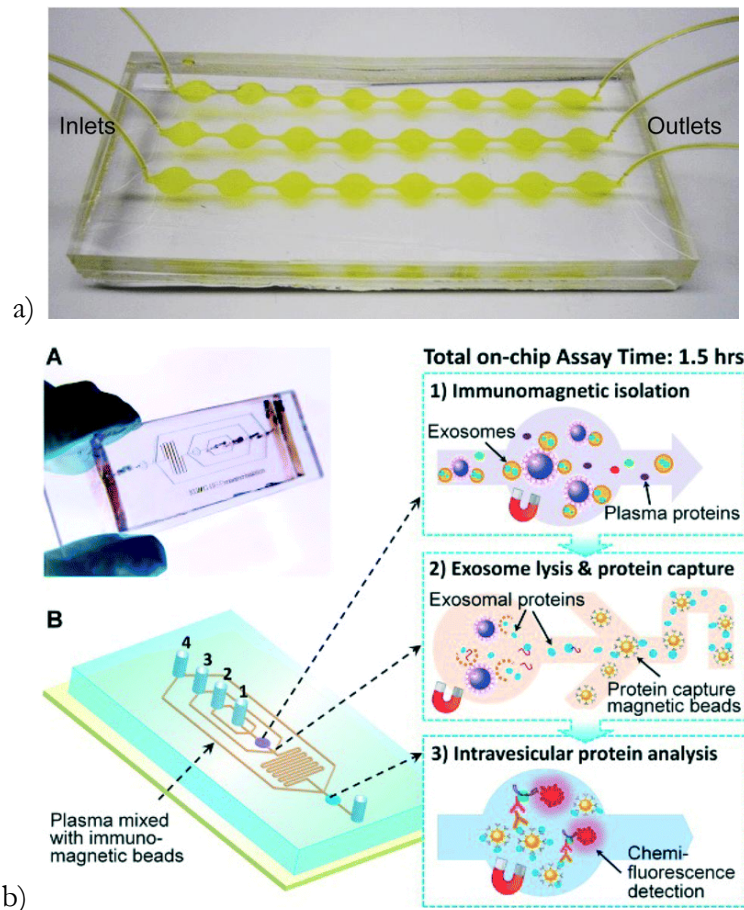 Inlets
Outlets
a)
A
Total on-chip Assay Time: 1.5 hrs
1) Immunomagnetic isolation
Exosomes
Plasma proteins
2) Exosome lysis & protein capture
Exosomal proteins
Protein capture
magnetic beads
B
4
3
2
1
Plasma mixed
with immuno-
magnetic beads
3) Intravesicular protein analysis
Chemi-
fluorescence
detection
b)